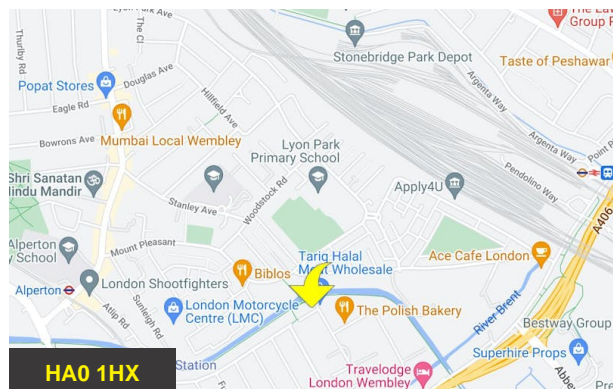 Lyon Park Ave
The Cl
Thurlby Rd
Group P
Stonebridge Park Depot
Taste of Peshawar
Popat Stores
Douglas Ave
Eagle Rd
Hillfield Ave
Argenta Way
Bowrons Ave
Mumbai Local Wembley
Lyon Park
Primary School
Argenta Way
Point P
Pendolino Way
Shri Sanatan
Hindu Mandir
Stanley Ave
Woodstock Rd
Apply4U
A406
Mount Pleasant
Alperton
y School
Tariq Halal
Meat Wholesale
Ace Cafe London
Biblos
London Shootfighters
Alperton
Atlip Rd
Sunleigh Rd
London Motorcycle
Centre (LMC)
The Polish Bakery
River Brent
Bestway Group
Station
Superhire Props
Travelodge
London Wembley
Abbe
HA0 1HX